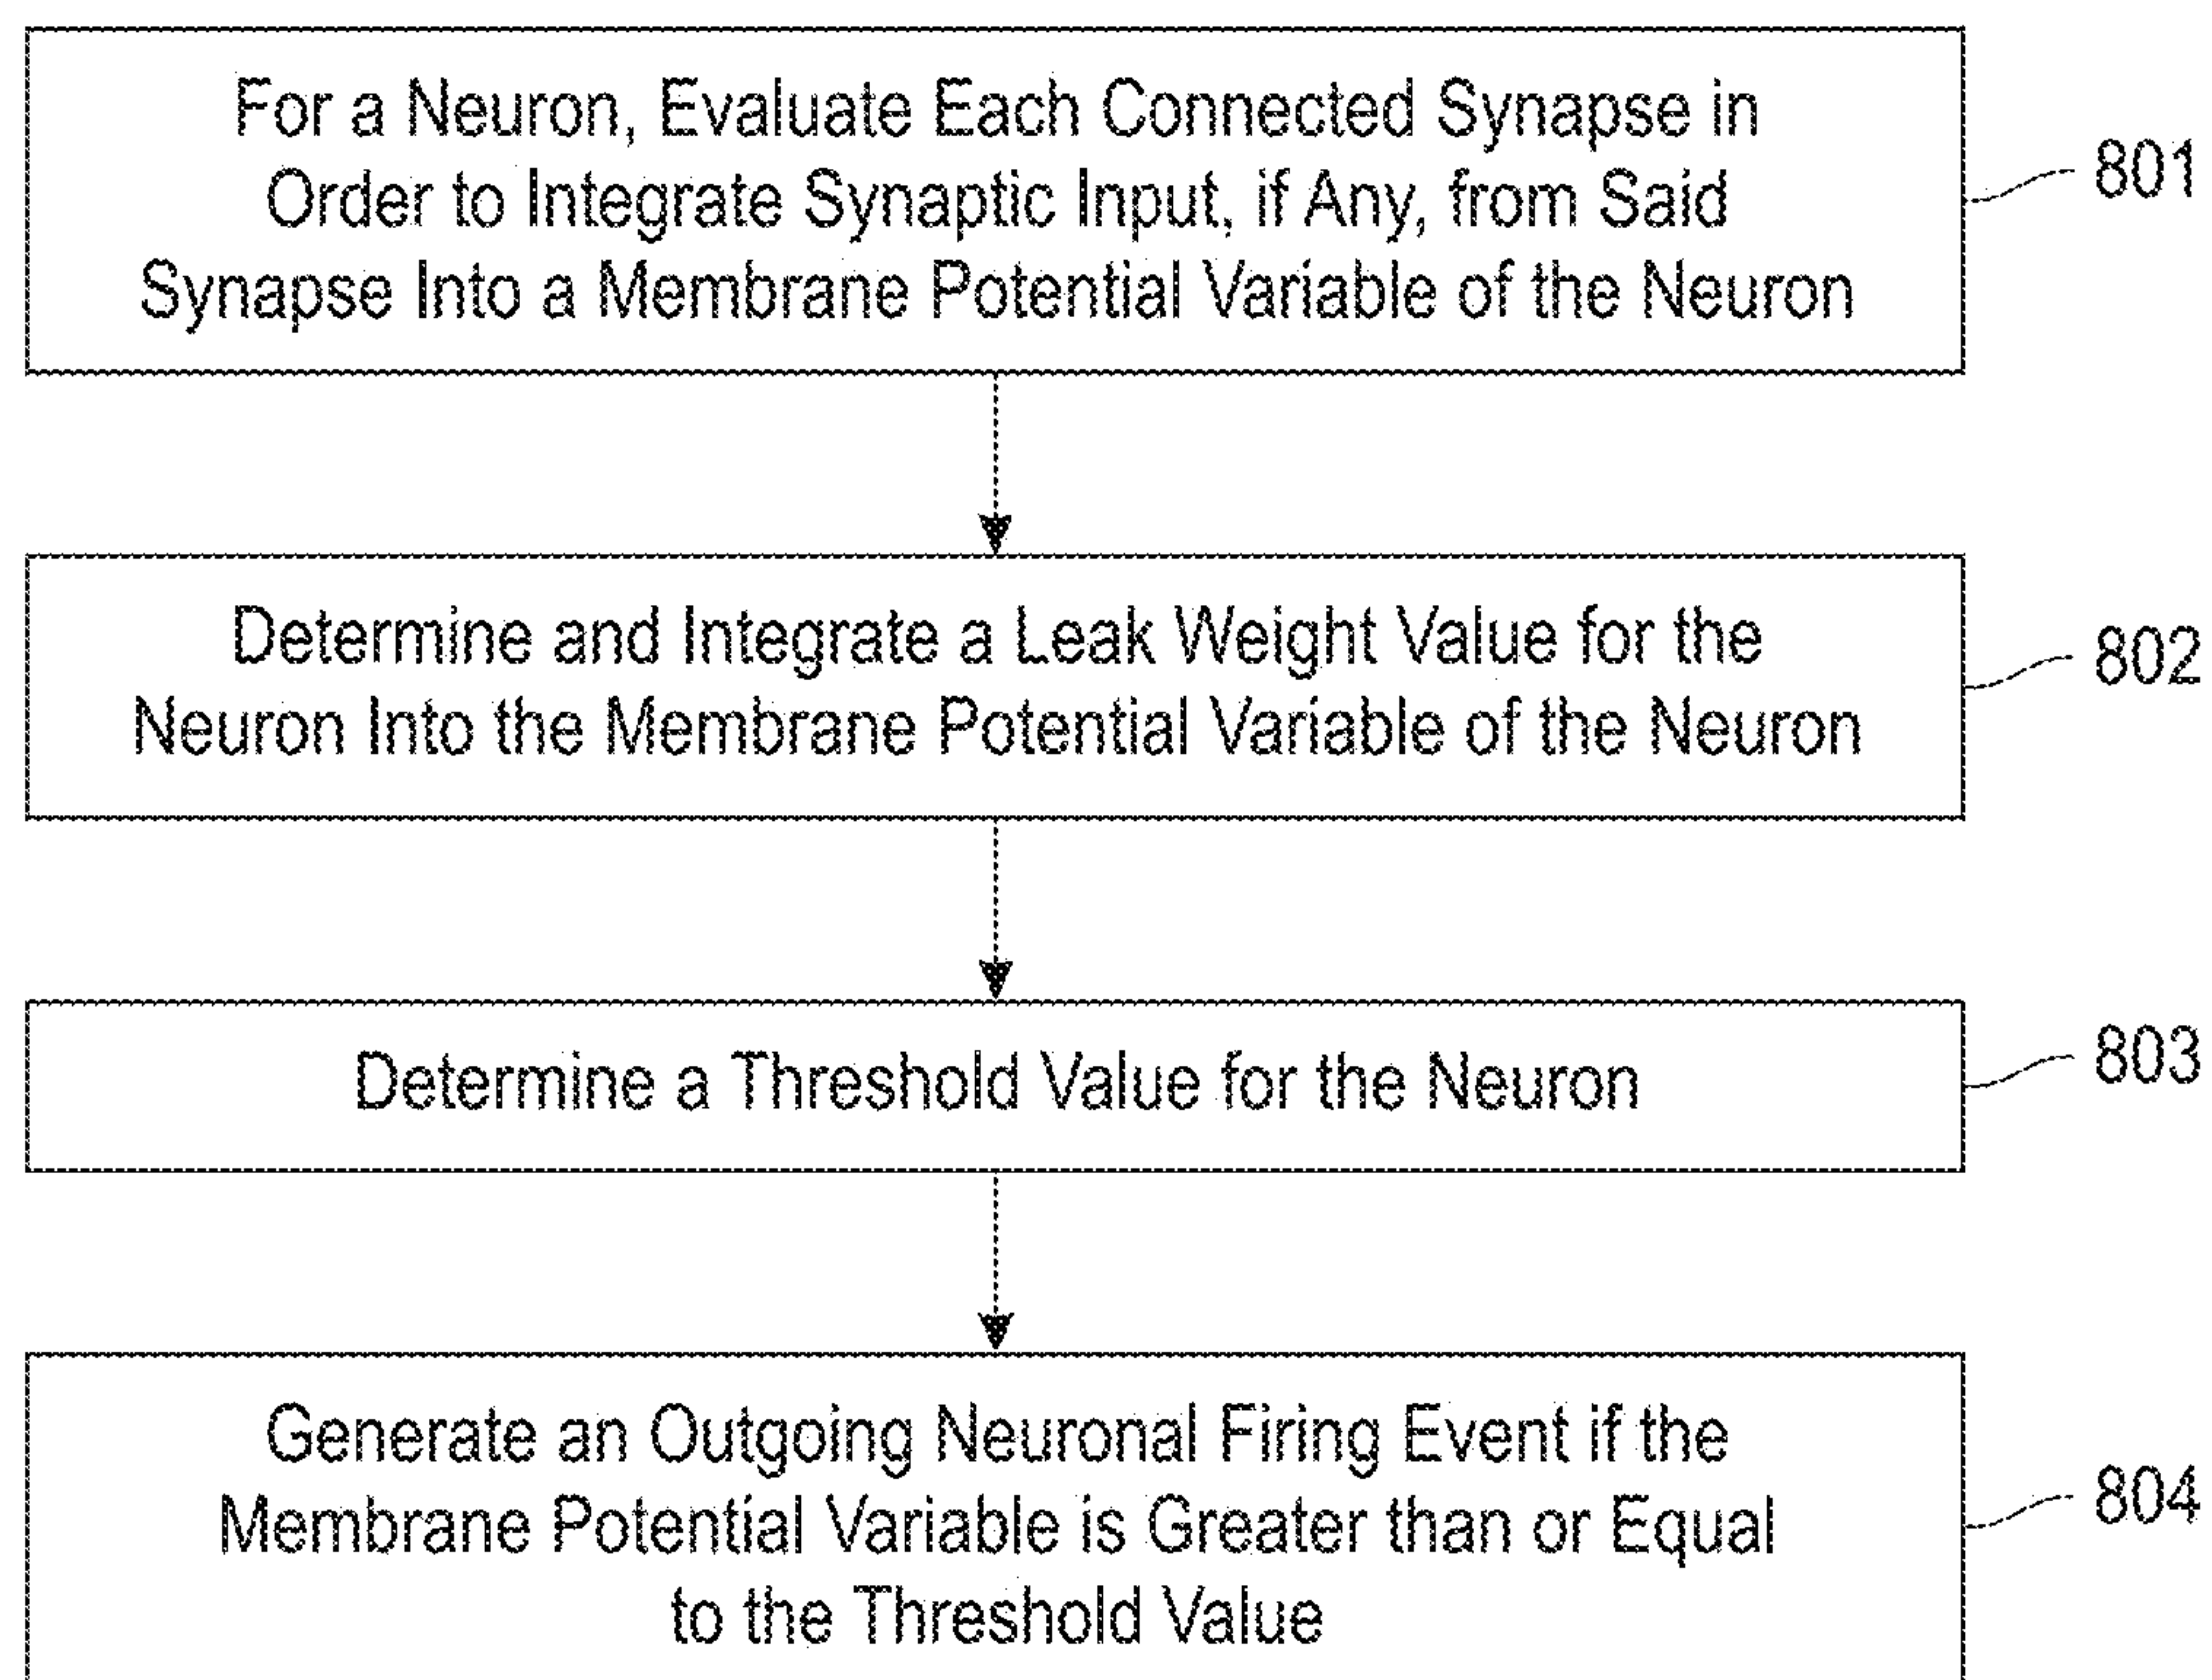 For a Neuron, Evaluate Each Connected Synapse in
Order to Integrate Synaptic Input, if Any, from Said
Synapse Into a Membrane Potential Variable of the Neuron
801
Determine and Integrate a Leak Weight Value for the
Neuron Into the Membrane Potential Variable of the Neuron
802
Determine a Threshold Value for the Neuron
803
Generate an Outgoing Neuronal Firing Event if the
Membrane Potential Variable is Greater than or Equal
to the Threshold Value
804